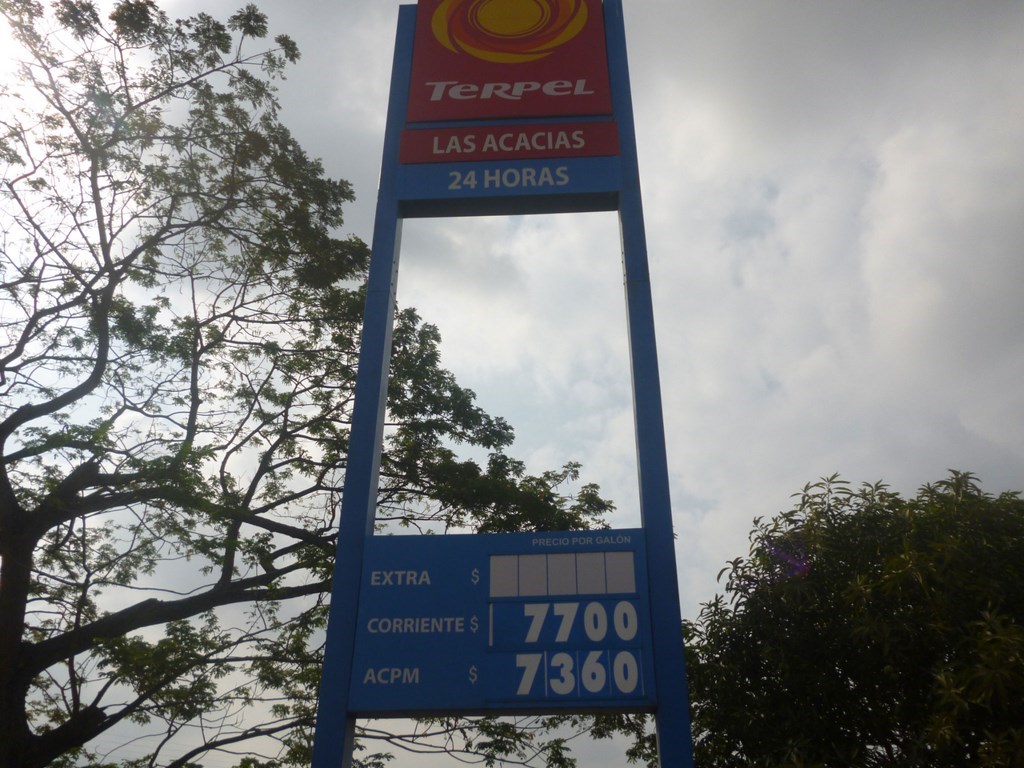 TERPEL
LAS ACACIAS
24 HORAS
PRECIO POR GALÓN
EXTRA $
CORRIENTE $ 7700
ACPM $ 7360